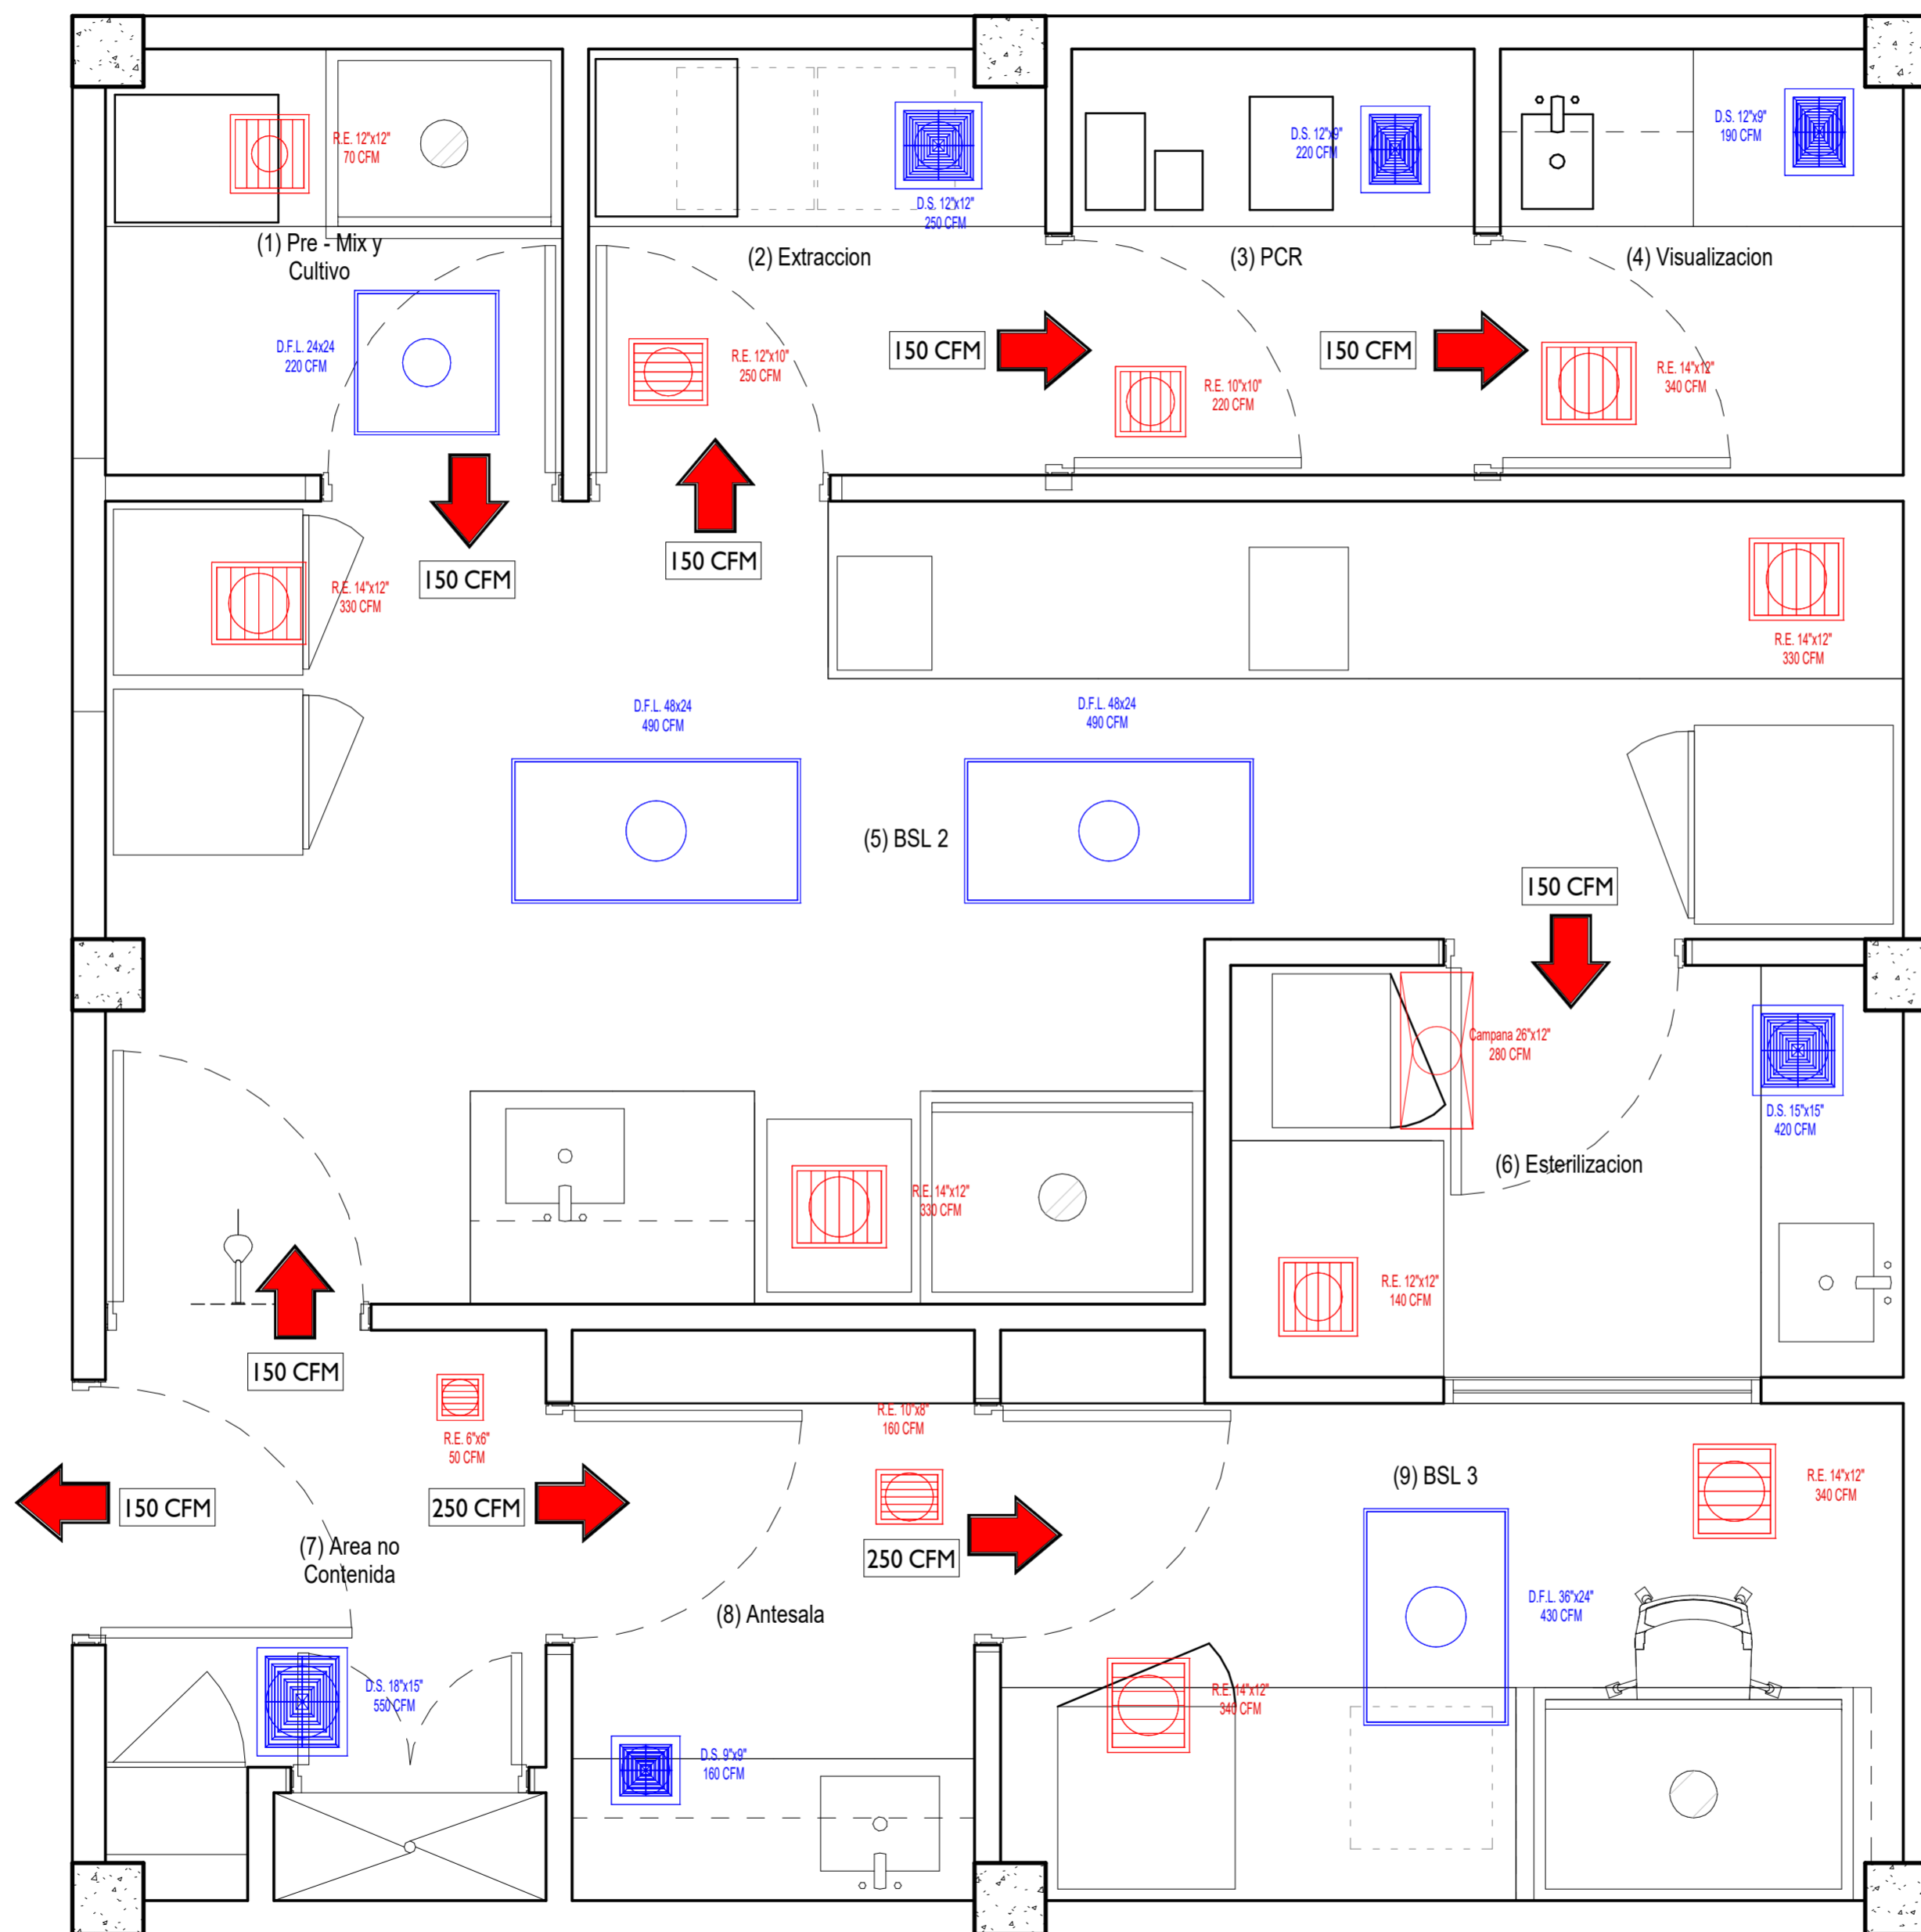 R.E. 12"x12"
70 CFM
D.S. 12"x12"
250 CFM
D.S. 12"x9"
220 CFM
D.S. 12"x9"
190 CFM
(1) Pre - Mix y
Cultivo
(2) Extraccion
(3) PCR
(4) Visualizacion
D.F.L. 24x24
220 CFM
R.E. 12"x10"
250 CFM
150 CFM
R.E. 10"x10"
220 CFM
150 CFM
R.E. 14"x12"
340 CFM
150 CFM
150 CFM
R.E. 14"x12"
330 CFM
R.E. 14"x12"
330 CFM
D.F.L. 48x24
490 CFM
D.F.L. 48x24
490 CFM
(5) BSL 2
150 CFM
Campana 26"x12"
280 CFM
D.S. 15"x15"
420 CFM
(6) Esterilizacion
R.E. 14"x12"
330 CFM
R.E. 12"x12"
140 CFM
150 CFM
R.E. 6"x6"
50 CFM
R.E. 10"x8"
160 CFM
150 CFM
250 CFM
(9) BSL 3
R.E. 14"x12"
340 CFM
(7) Area no
Contenida
250 CFM
(8) Antesala
D.F.L. 36"x24"
430 CFM
D.S. 18"x15"
550 CFM
R.E. 14"x12"
340 CFM
D.S. 9"x9"
160 CFM